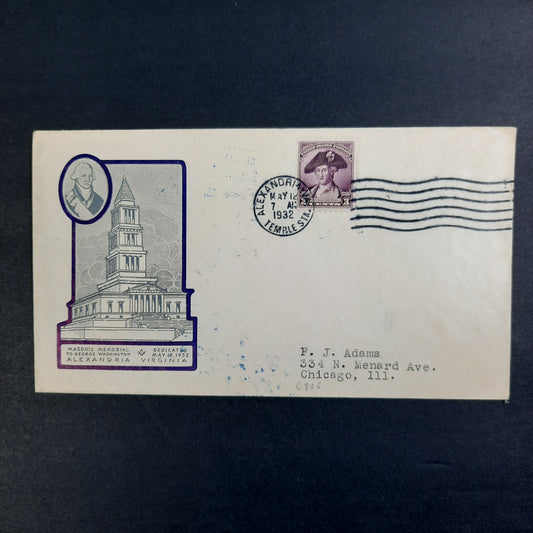 ALEXANDRIA
MAY 12
7 AM
1932
TEMPLE STA.
MASONIC MEMORIAL DEDICATED
TO GEORGE WASHINGTON MAY 12, 1932
ALEXANDRIA VIRGINIA
F. J. Adams
334 N. Menard Ave.
Chicago, Ill.